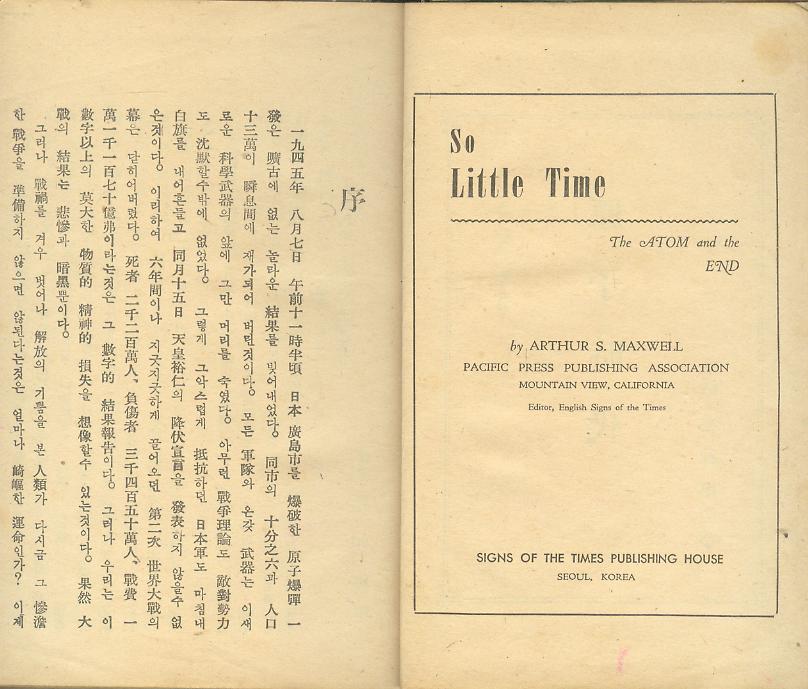 序
一九四五年 八月七日 午前十一時半頃 日本 廣島市를 爆破한 原子爆彈 一
發은 曠古에 없는 놀라운 結果를 빚어내었다。 同市의 十分之六과 人口
十三萬이 瞬息間에 재가되어 버린것이다。 모든 軍隊와 온갖 武器는 이새
로운 科學武器의 앞에 그만 머리를 숙였다。 아무런 戰爭理論도 敵對勢力
도 沈默할수밖에 없었다。 그렇게 그악스럽게 抵抗하던 日本軍도 마침내
白旗를 내어흔들고 同月十五日 天皇裕仁의 降伏宣言을 發表하지 않을수 없
은것이다。 이리하여 六年間이나 지긋지긋하게 끌어오던 第二次 世界大戰의
幕은 닫히어버렸다。 死者 二千二百萬人、 負傷者 三千四百五十萬人、 戰費 一
萬一千一百七十億弗이라는것은 그 數字的 結果報告이다。 그러나 우리는 이
數字以上의 莫大한 物質的 精神的 損失을 想像할수 있는것이다。 果然 大
戰의 結果는 悲慘과 暗黑뿐이다。
그러나 戰禍를 겨우 벗어나 解放의 기쁨을 본 人類가 다시금 그 慘澹
한 戰爭을 準備하지 않으면 않된다는것은 얼마나 崎嶇한 運命인가? 이제
So
Little Time
The ATOM and the
END
by ARTHUR S. MAXWELL
PACIFIC PRESS PUBLISHING ASSOCIATION
MOUNTAIN VIEW, CALIFORNIA
Editor, English Signs of the Times
SIGNS OF THE TIMES PUBLISHING HOUSE
SEOUL, KOREA